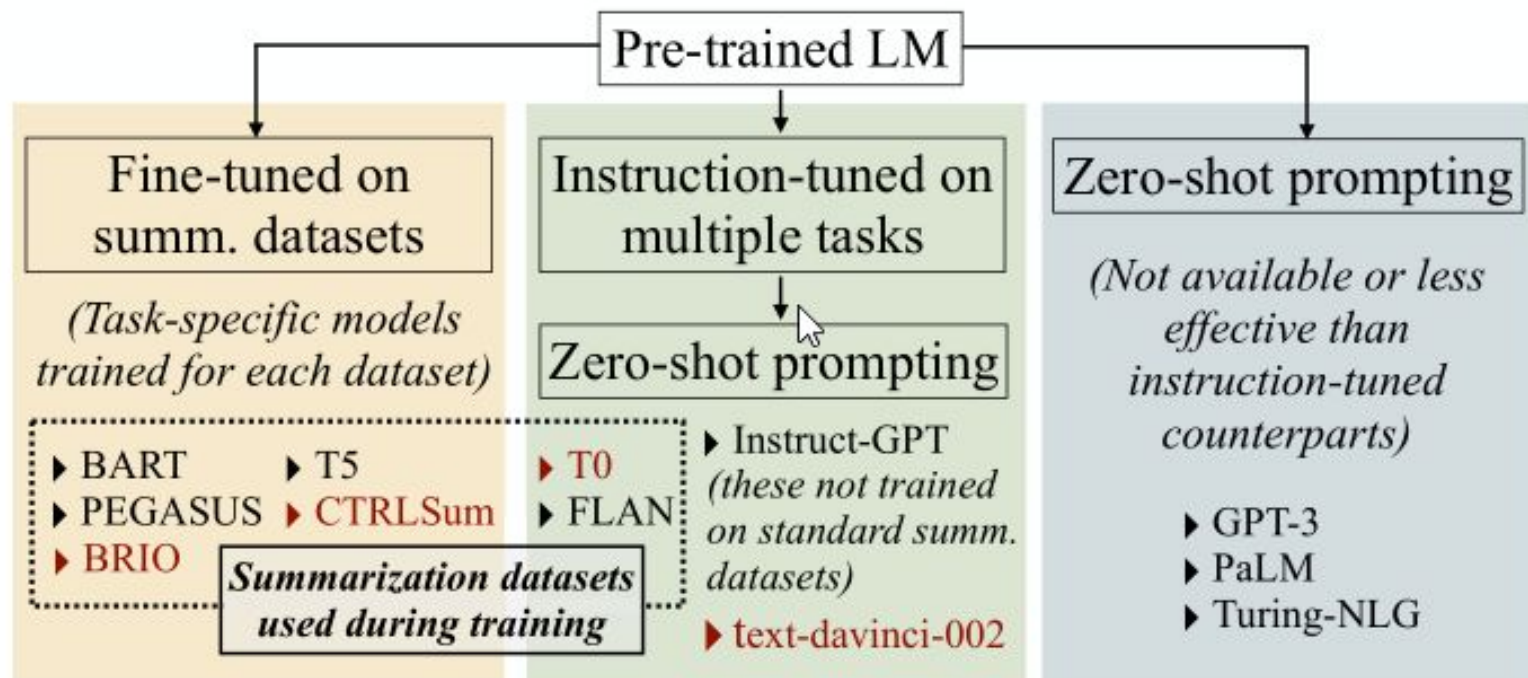 Pre-trained LM
Fine-tuned on
summ. datasets
(Task-specific models
trained for each dataset)
▸ BART
▸ T5
▸ PEGASUS
▸ CTRLSum
▸ BRIO
Instruction-tuned on
multiple tasks
Zero-shot prompting
▸ T0
▸ FLAN
Summarization datasets
used during training
▸ Instruct-GPT
(these not trained
on standard summ.
datasets)
▸ text-davinci-002
Zero-shot prompting
(Not available or less
effective than
instruction-tuned
counterparts)
▸ GPT-3
▸ PaLM
▸ Turing-NLG